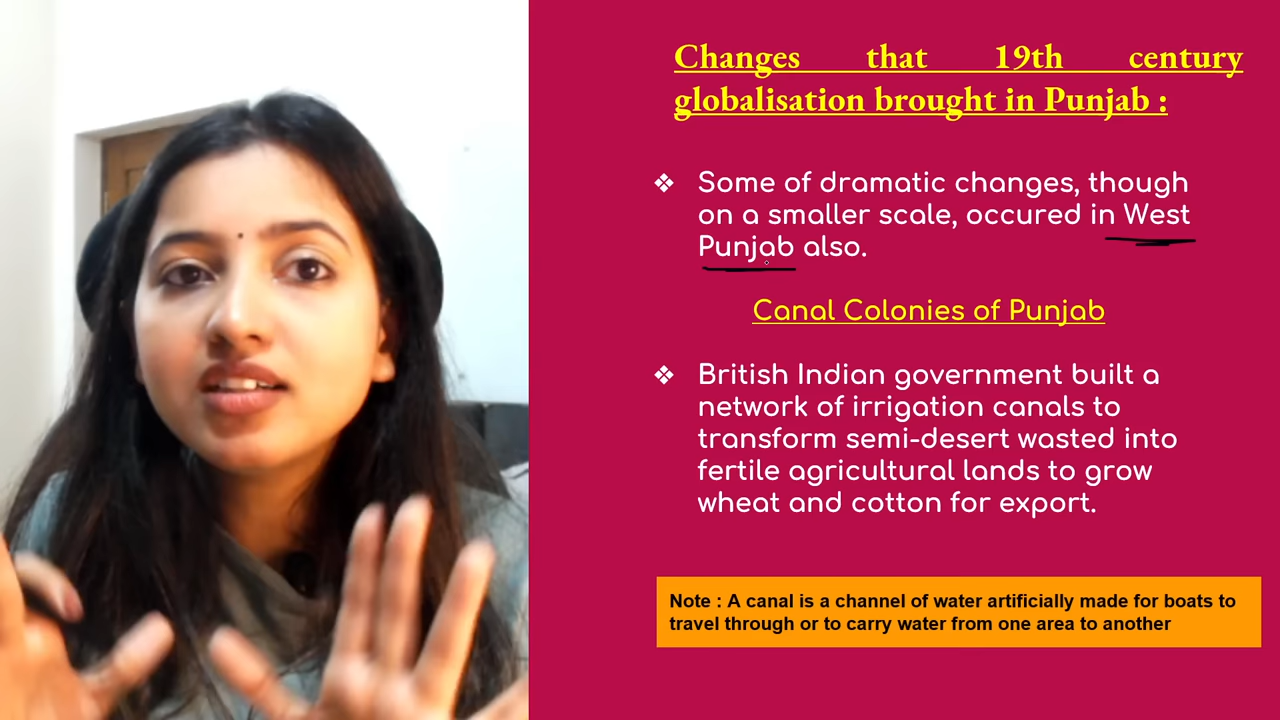 Changes that 19th century
globalisation brought in Punjab :
❖ Some of dramatic changes, though
on a smaller scale, occured in West
Punjab also.
Canal Colonies of Punjab
❖ British Indian government built a
network of irrigation canals to
transform semi-desert wasted into
fertile agricultural lands to grow
wheat and cotton for export.
Note : A canal is a channel of water artificially made for boats to
travel through or to carry water from one area to another